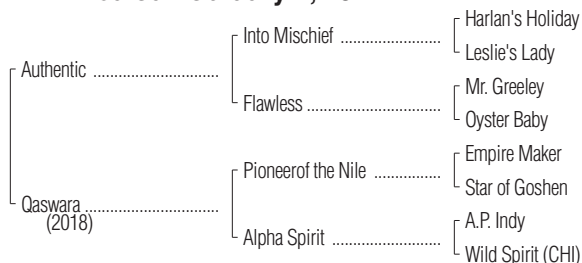 Harlan's Holiday
Into Mischief ........................
Leslie's Lady
Authentic ...................................
Mr. Greeley
Flawless .................................
Oyster Baby
Empire Maker
Pioneerof the Nile .................
Star of Goshen
Qaswara .....................................
(2018)
A.P. Indy
Alpha Spirit ...........................
Wild Spirit (CHI)